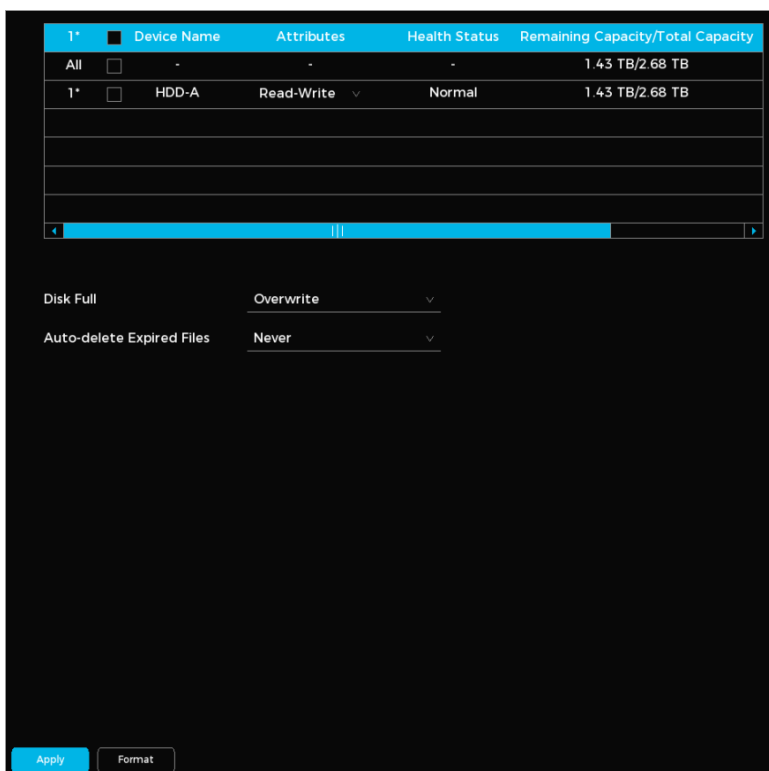 1* Device Name Attributes Health Status Remaining Capacity/Total Capacity
All - - - 1.43 TB/2.68 TB
1* HDD-A Read-Write Normal 1.43 TB/2.68 TB
Disk Full Overwrite
Auto-delete Expired Files Never
Apply Format